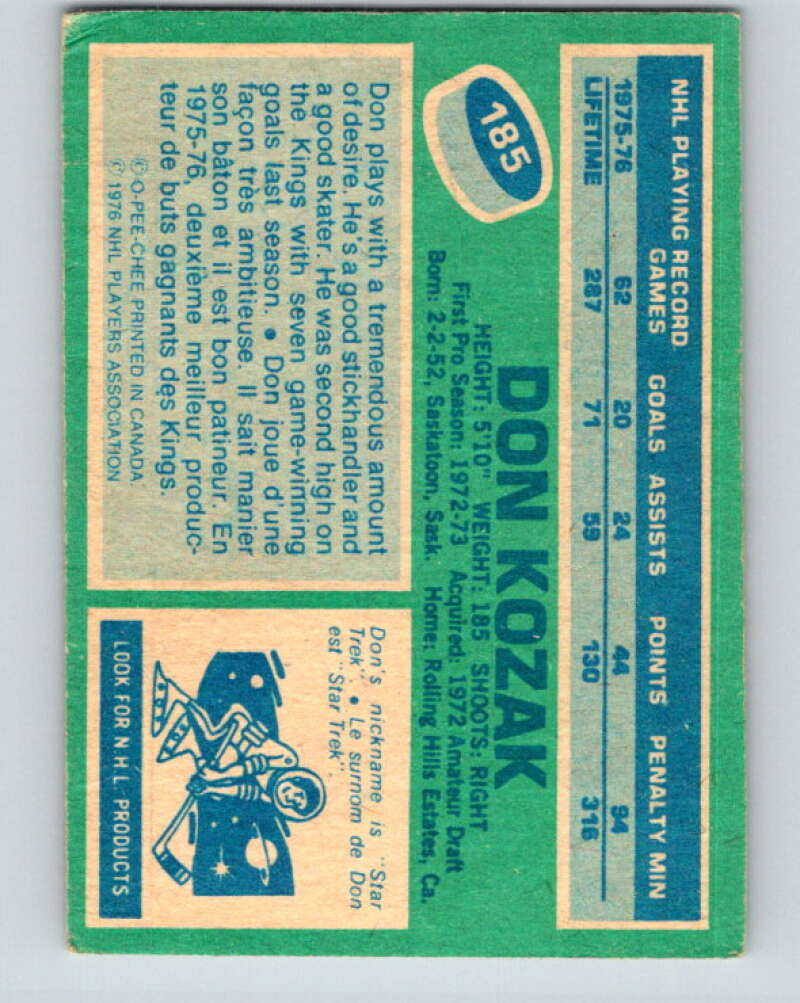 NHL PLAYING RECORD
GAMES GOALS ASSISTS POINTS PENALTY MIN
1975-76 62 20 24 44 94
LIFETIME 287 71 59 130 316
185
DON KOZAK
HEIGHT: 5'10" WEIGHT: 185 SHOOTS: RIGHT
First Pro Season: 1972-73 Acquired: 1972 Amateur Draft
Born: 2-2-52, Saskatoon, Sask. Home: Rolling Hills Estates, Ca.
Don plays with a tremendous amount
of desire. He's a good stickhandler and
a good skater. He was second high on
the Kings with seven game-winning
goals last season. • Don joue d'une
façon très ambitieuse. Il sait manier
son bâton et il est bon patineur. En
1975-76, deuxième meilleur produc-
teur de buts gagnants des Kings.
© O-PEE-CHEE PRINTED IN CANADA
© 1976 NHL PLAYERS ASSOCIATION
Don's nickname is "Star
Trek". • Le surnom de Don
est "Star Trek".
LOOK FOR N H L PRODUCTS